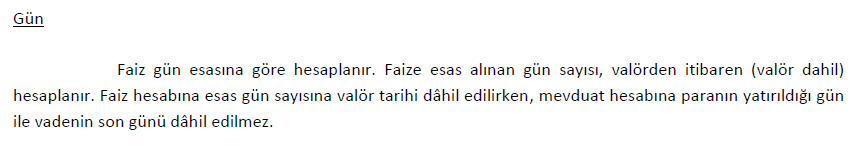 Gün
Faiz gün esasına göre hesaplanır. Faize esas alınan gün sayısı, valörden itibaren (valör dahil)
hesaplanır. Faiz hesabına esas gün sayısına valör tarihi dâhil edilirken, mevduat hesabına paranın yatırıldığı gün
ile vadenin son günü dâhil edilmez.